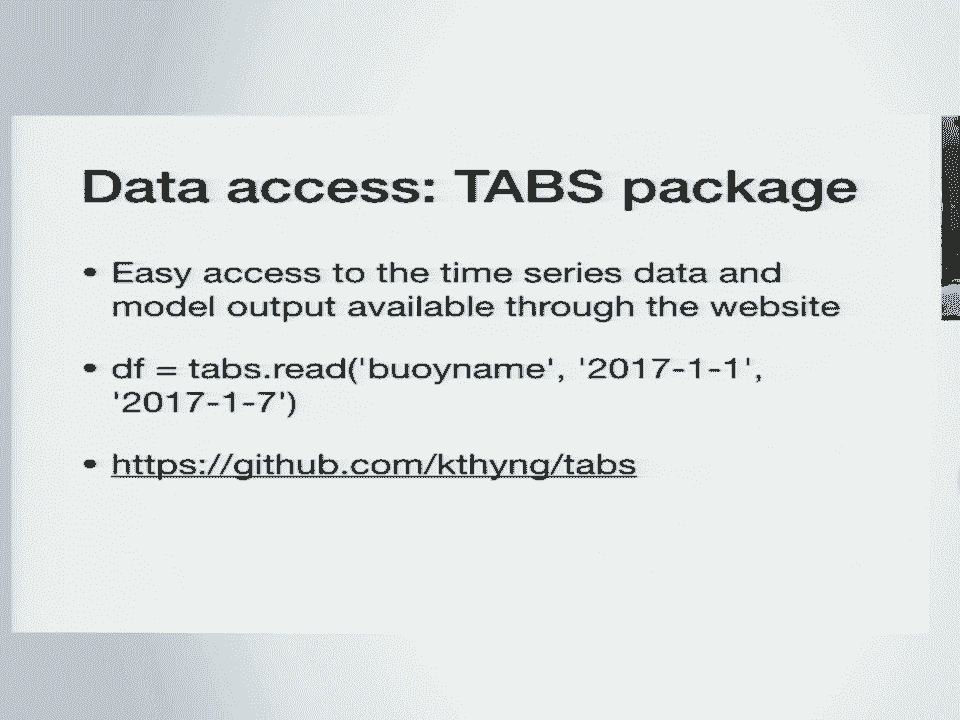 Data access: TABS package
• Easy access to the time series data and
model output available through the website
• df = tabs.read('buoyname', '2017-1-1',
'2017-1-7')
• https://github.com/kthyng/tabs